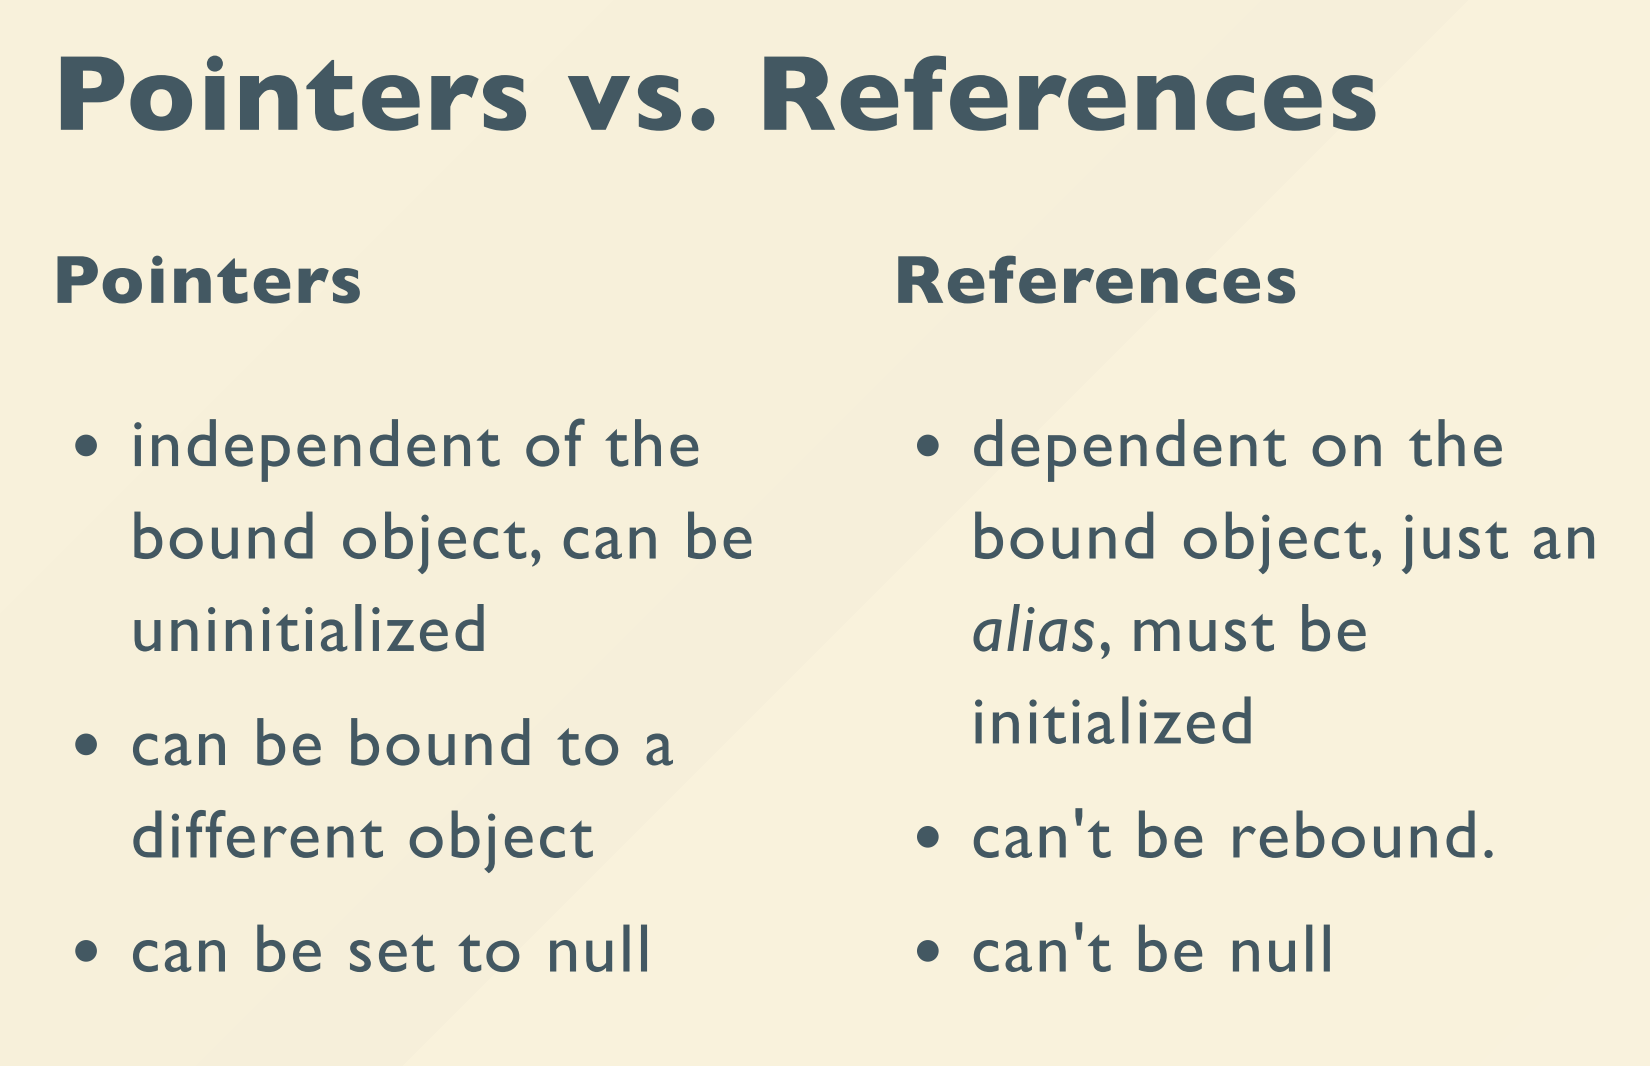 Pointers vs. References
Pointers
• independent of the
bound object, can be
uninitialized
• can be bound to a
different object
• can be set to null
References
• dependent on the
bound object, just an
alias, must be
initialized
• can't be rebound.
• can't be null